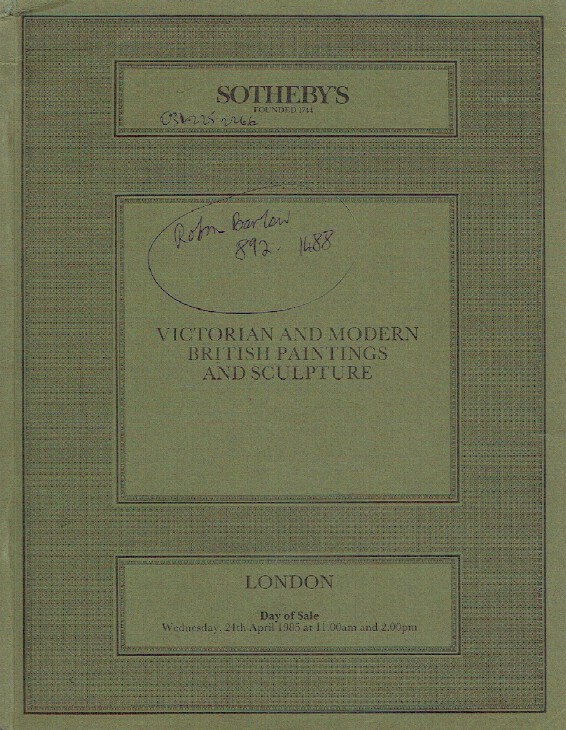 SOTHEBY'S
FOUNDED 1744
Robin Barlow
892. 1488
VICTORIAN AND MODERN
BRITISH PAINTINGS
AND SCULPTURE
LONDON
Day of Sale
Wednesday, 24th April 1985 at 11.00am and 2.00pm